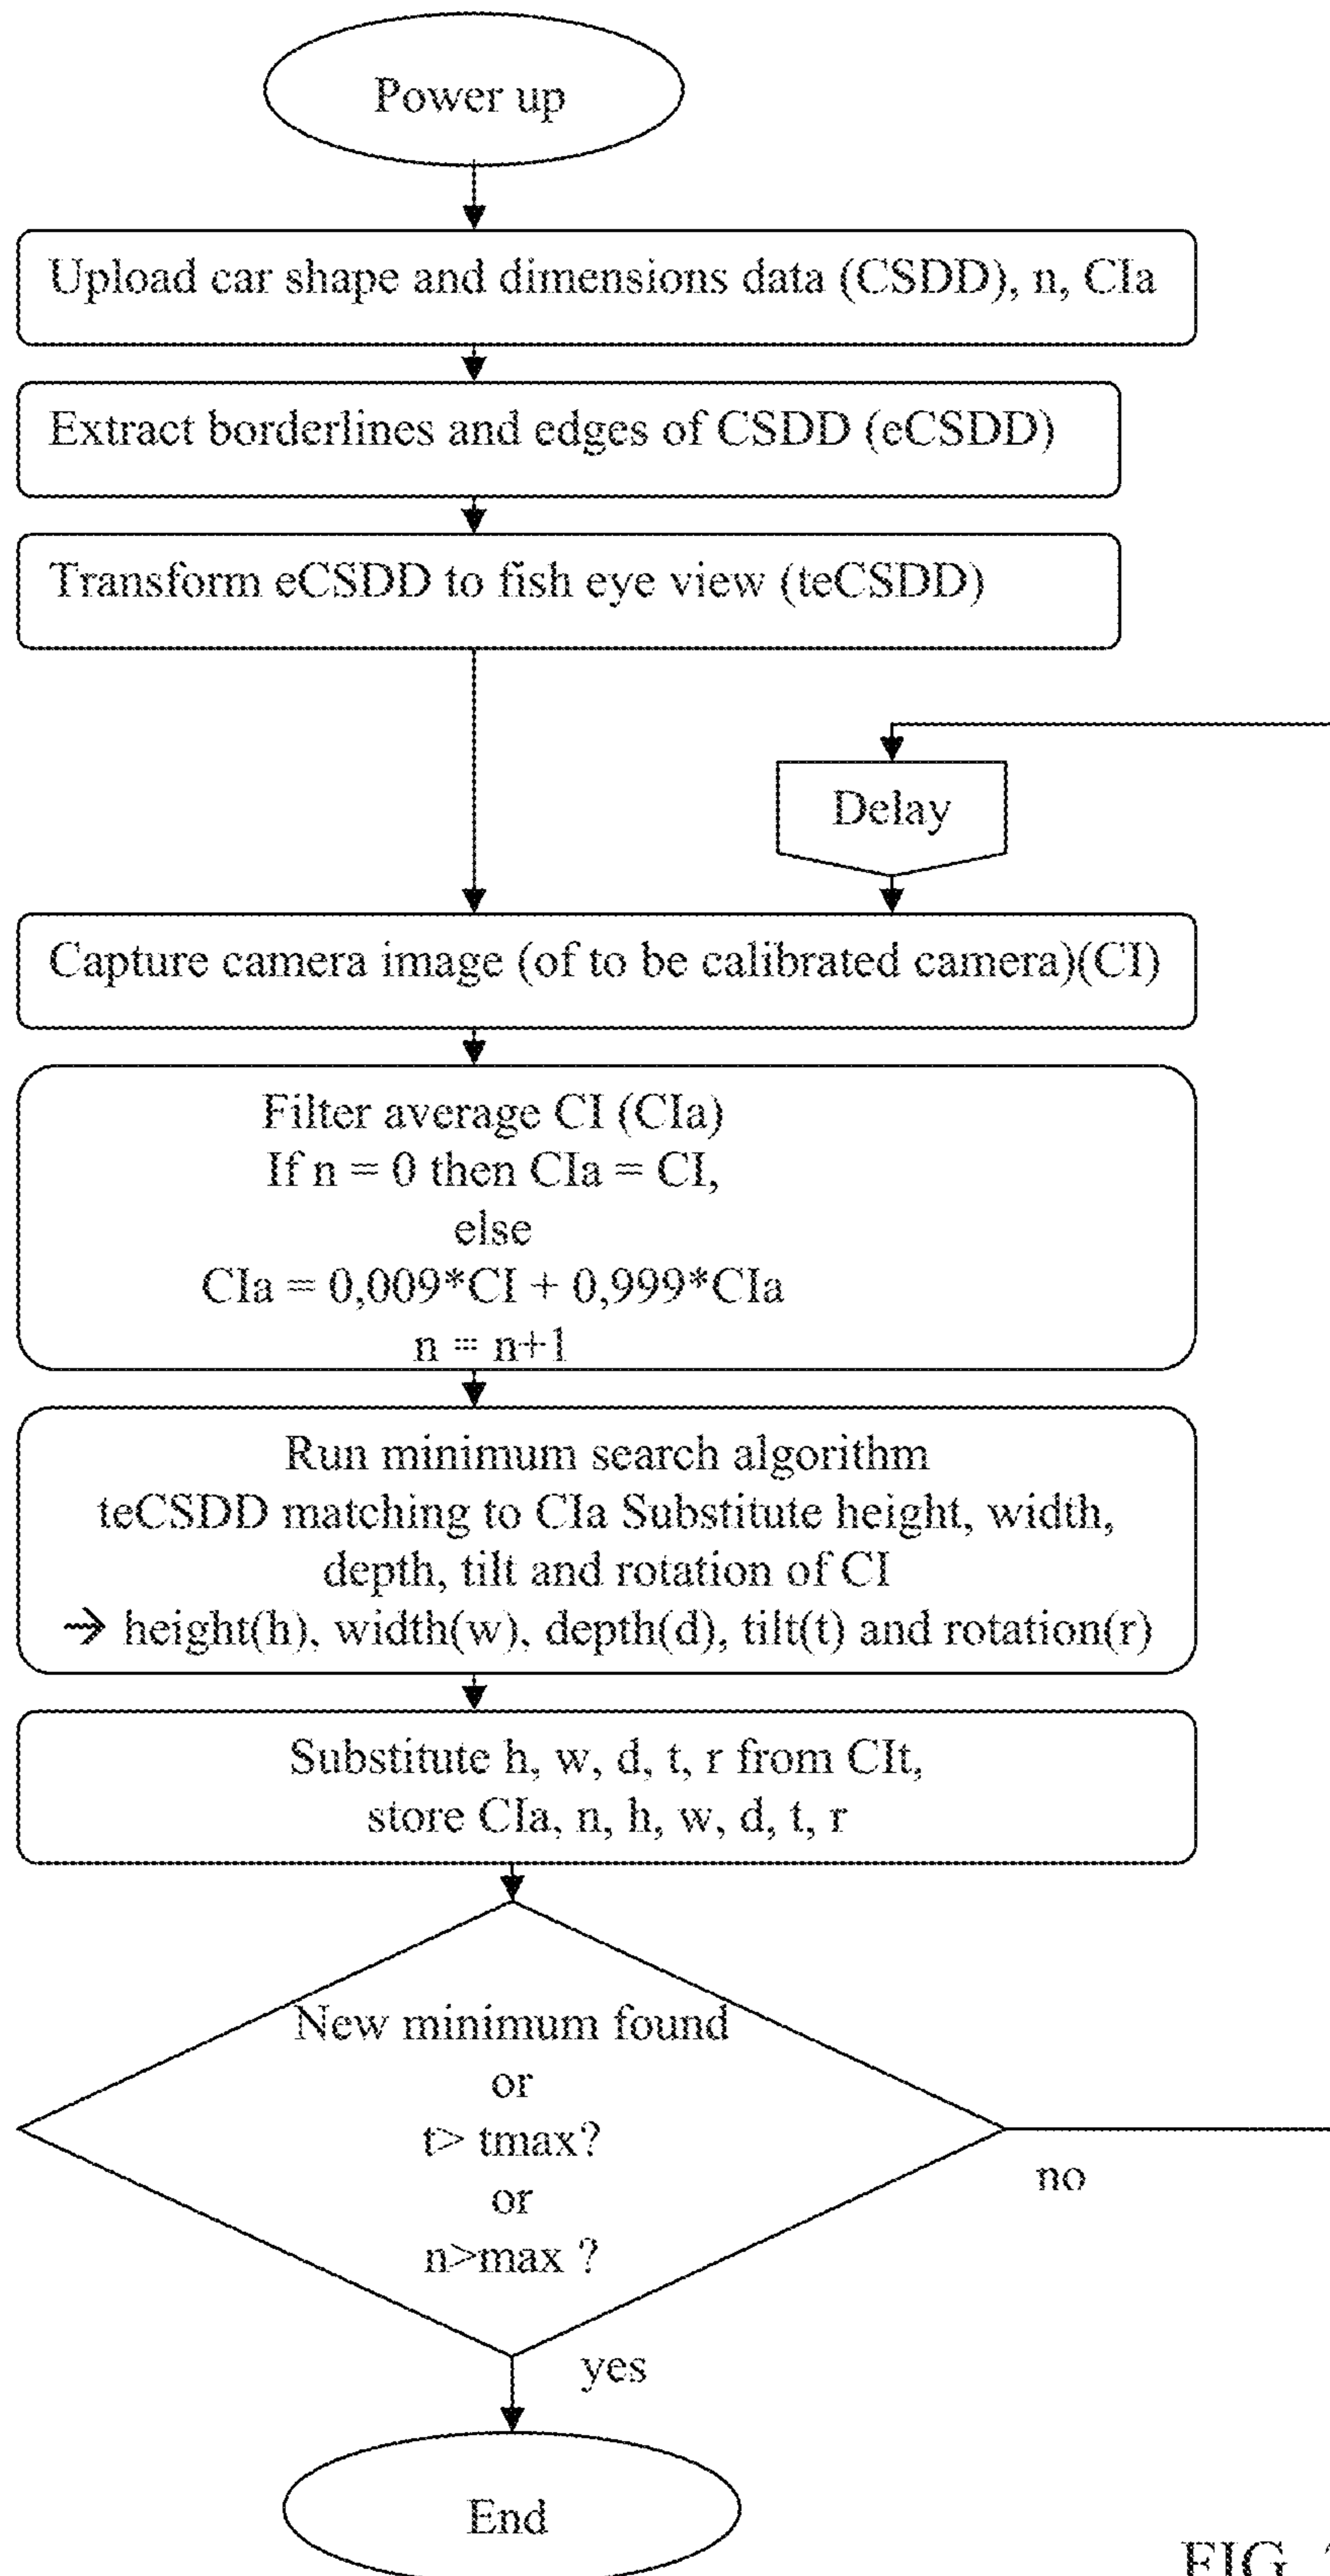 Power up
Upload car shape and dimensions data (CSDD), n, CIa
Extract borderlines and edges of CSDD (eCSDD)
Transform eCSDD to fish eye view (teCSDD)
Delay
Capture camera image (of to be calibrated camera)(CI)
Filter average CI (CIa)
If n = 0 then CIa = CI,
else
CIa = 0,009*CI + 0,999*CIa
n = n+1
Run minimum search algorithm
teCSDD matching to CIa Substitute height, width,
depth, tilt and rotation of CI
→ height(h), width(w), depth(d), tilt(t) and rotation(r)
Substitute h, w, d, t, r from CIt,
store CIa, n, h, w, d, t, r
New minimum found
or
t> tmax?
or
n>max ?
no
yes
End
FIG.